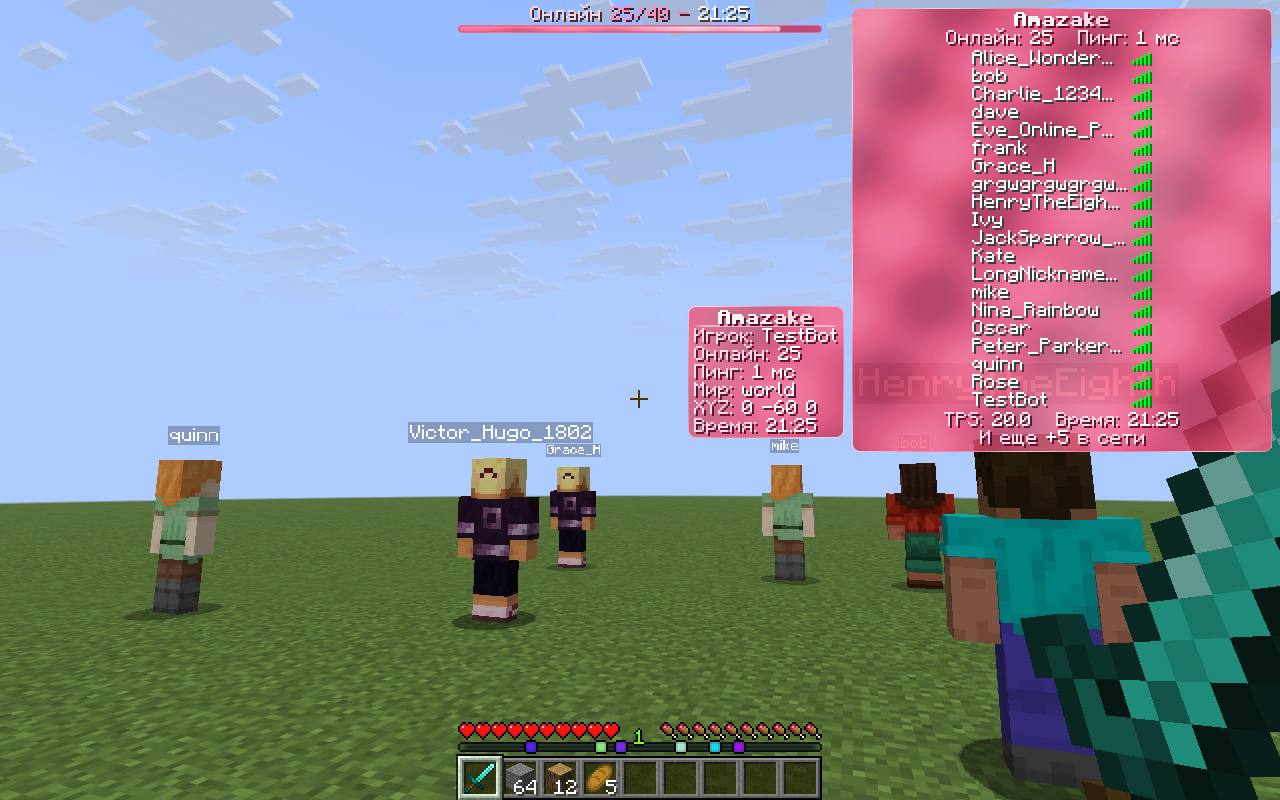 Онлайн 25/40 - 21:25
Amazake
Онлайн: 25 Пинг: 1 мс
Alice_Wonder...
bob
Charlie_1234...
dave
Eve_Online_P...
frank
Grace_H
grgwgrgwgrgw...
HenryTheEigh...
Ivy
JackSparrow_...
Kate
LongNickname...
mike
Nina_Rainbow
Oscar
Peter_Parker...
quinn
Rose
TestBot
TPS: 20.0 Время: 21:25
И еще +5 в сети
Amazake
Игрок: TestBot
Онлайн: 25
Пинг: 1 мс
Мир: world
XYZ: 0 -60 0
Время: 21:25
HenryTheEighth
quinn
Victor_Hugo_1802
Grace_H
mike
bob
1
64
12
5